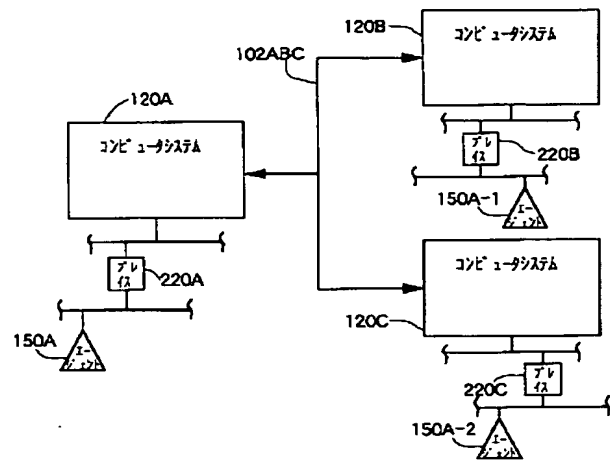 120B
コンピュータシステム
102ABC
120A
コンピュータシステム
プレ
イス
220B
150A-1
エー
ジェント
コンピュータシステム
プレ
イス
220A
120C
150A
エー
ジェント
プレ
イス
220C
150A-2
エー
ジェント